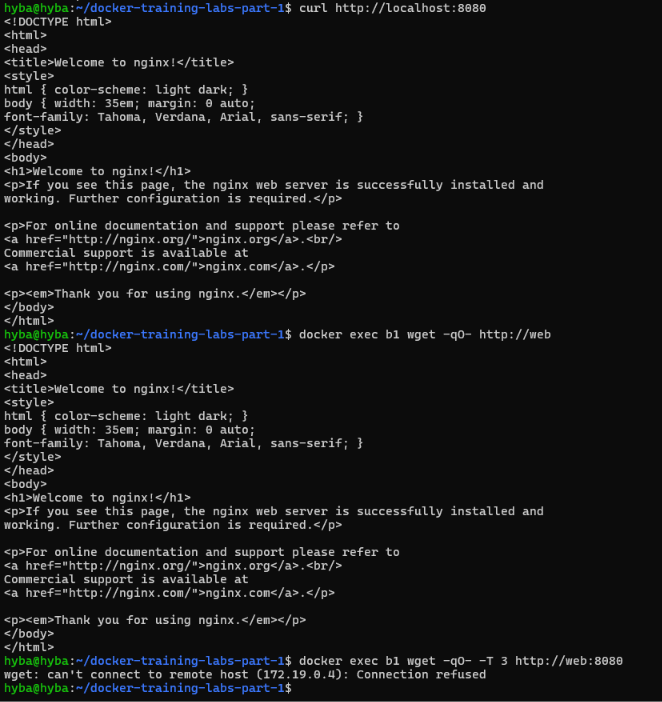 hyba@hyba:~/docker-training-labs-part-1$ curl http://localhost:8080
<!DOCTYPE html>
<html>
<head>
<title>Welcome to nginx!</title>
<style>
html { color-scheme: light dark; }
body { width: 35em; margin: 0 auto;
font-family: Tahoma, Verdana, Arial, sans-serif; }
</style>
</head>
<body>
<h1>Welcome to nginx!</h1>
<p>If you see this page, the nginx web server is successfully installed and
working. Further configuration is required.</p>

<p>For online documentation and support please refer to
<a href="http://nginx.org/">nginx.org</a>.<br/>
Commercial support is available at
<a href="http://nginx.com/">nginx.com</a>.</p>

<p><em>Thank you for using nginx.</em></p>
</body>
</html>
hyba@hyba:~/docker-training-labs-part-1$ docker exec b1 wget -qO- http://web
<!DOCTYPE html>
<html>
<head>
<title>Welcome to nginx!</title>
<style>
html { color-scheme: light dark; }
body { width: 35em; margin: 0 auto;
font-family: Tahoma, Verdana, Arial, sans-serif; }
</style>
</head>
<body>
<h1>Welcome to nginx!</h1>
<p>If you see this page, the nginx web server is successfully installed and
working. Further configuration is required.</p>

<p>For online documentation and support please refer to
<a href="http://nginx.org/">nginx.org</a>.<br/>
Commercial support is available at
<a href="http://nginx.com/">nginx.com</a>.</p>

<p><em>Thank you for using nginx.</em></p>
</body>
</html>
hyba@hyba:~/docker-training-labs-part-1$ docker exec b1 wget -qO- -T 3 http://web:8080
wget: can't connect to remote host (172.19.0.4): Connection refused
hyba@hyba:~/docker-training-labs-part-1$